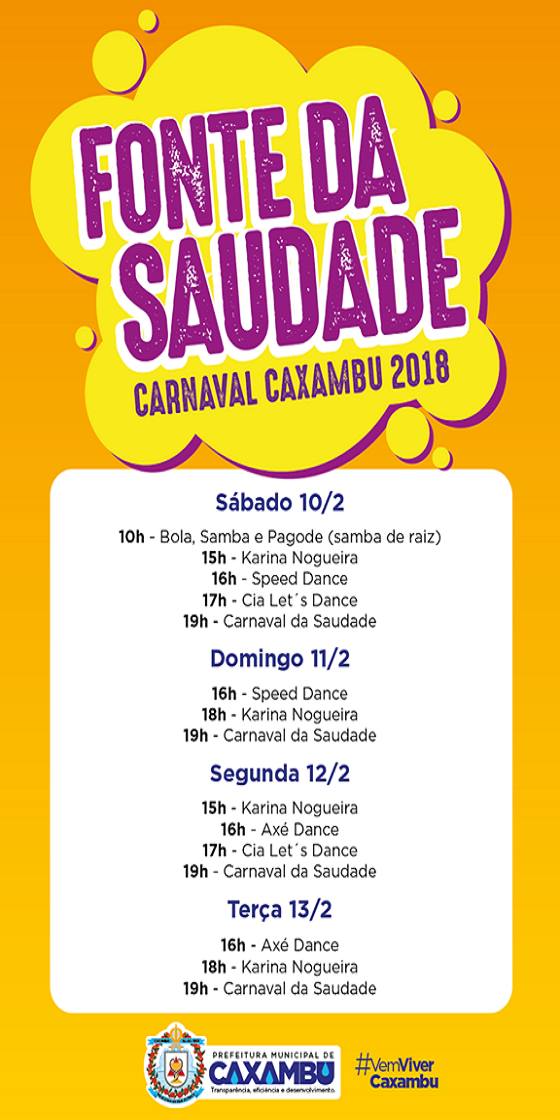 FONTE DA
SAUDADE
CARNAVAL CAXAMBU 2018
Sábado 10/2
10h - Bola, Samba e Pagode (samba de raiz)
15h - Karina Nogueira
16h - Speed Dance
17h - Cia Let´s Dance
19h - Carnaval da Saudade
Domingo 11/2
16h - Speed Dance
18h - Karina Nogueira
19h - Carnaval da Saudade
Segunda 12/2
15h - Karina Nogueira
16h - Axé Dance
17h - Cia Let´s Dance
19h - Carnaval da Saudade
Terça 13/2
16h - Axé Dance
18h - Karina Nogueira
19h - Carnaval da Saudade
PREFEITURA MUNICIPAL DE
CAXAMBU
Transparência, eficiência e desenvolvimento.
#VemViver
Caxambu